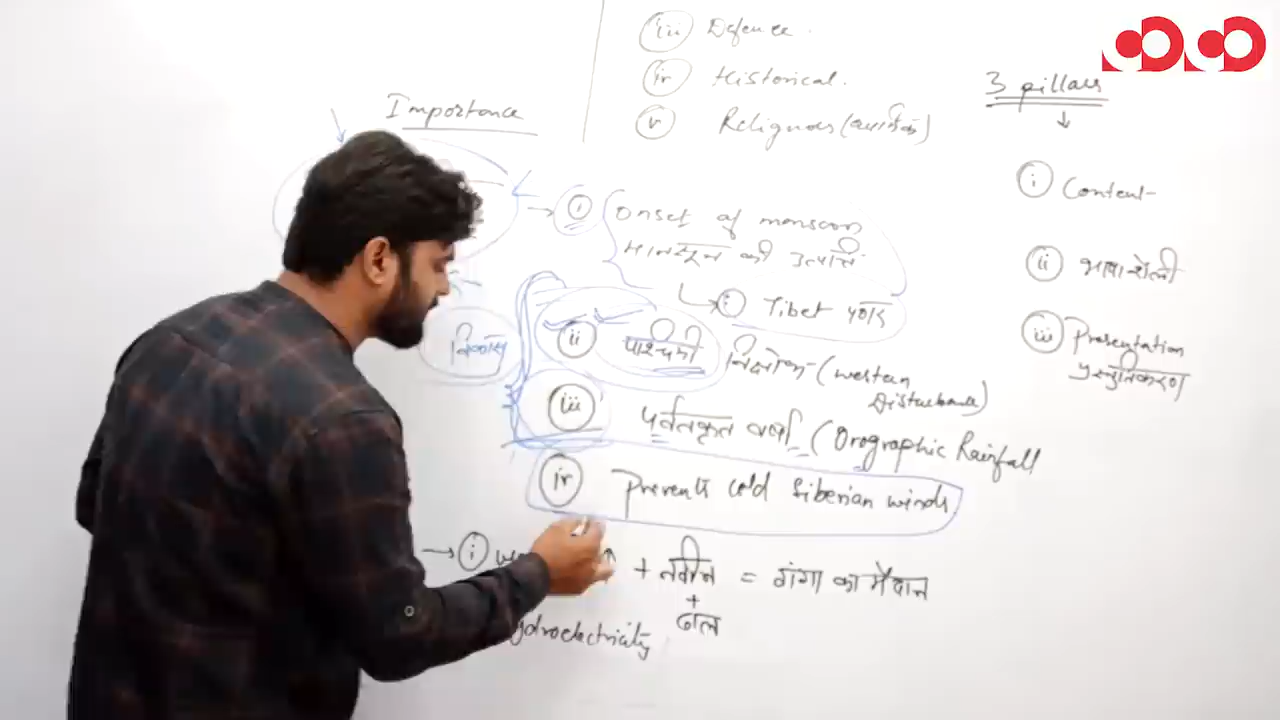 iii Defence
iv Historical.
v Religious (धार्मिक)
3 pillars
Importance
i Content
i Onset of monsoon
मानसून की उत्पत्ति
ii भाषा शैली
i Tibet पठार
iii Presentation
प्रस्तुतिकरण
ii पश्चिमी विक्षोभ (western
Disturbance)
iii पर्वतकृत वर्षा (Orographic Rainfall
iv Prevents cold Siberian winds.
i
+ नवीन = गंगा का मैदान
+
ढाल
hydroelectricity